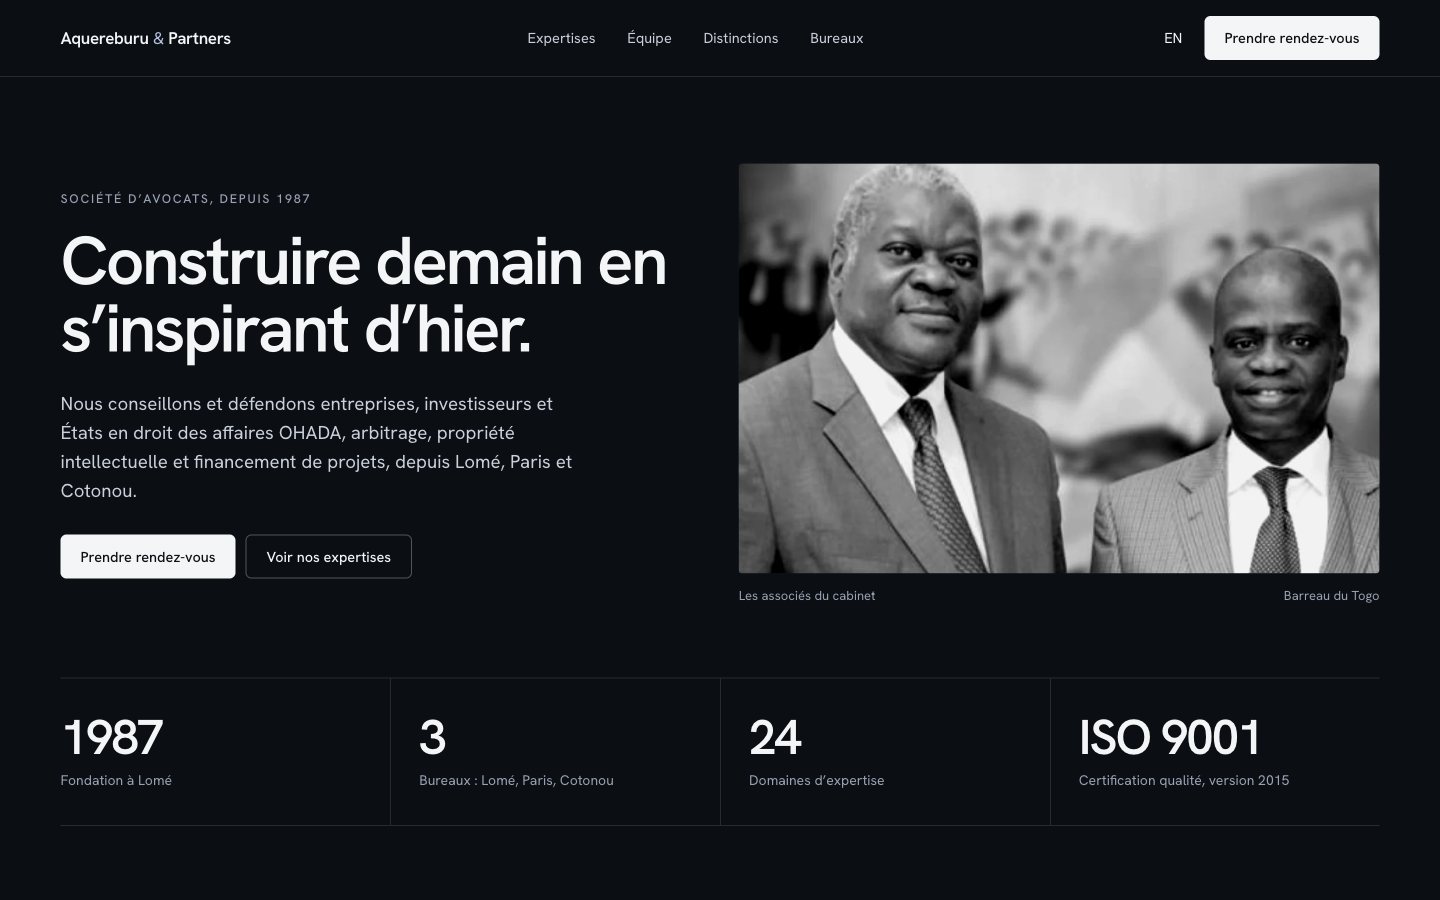 Aquereburu & Partners
Expertises
Équipe
Distinctions
Bureaux
EN
Prendre rendez-vous
SOCIÉTÉ D’AVOCATS, DEPUIS 1987
Construire demain en
s’inspirant d’hier.
Nous conseillons et défendons entreprises, investisseurs et
États en droit des affaires OHADA, arbitrage, propriété
intellectuelle et financement de projets, depuis Lomé, Paris et
Cotonou.
Prendre rendez-vous
Voir nos expertises
Les associés du cabinet
Barreau du Togo
1987
Fondation à Lomé
3
Bureaux : Lomé, Paris, Cotonou
24
Domaines d’expertise
ISO 9001
Certification qualité, version 2015